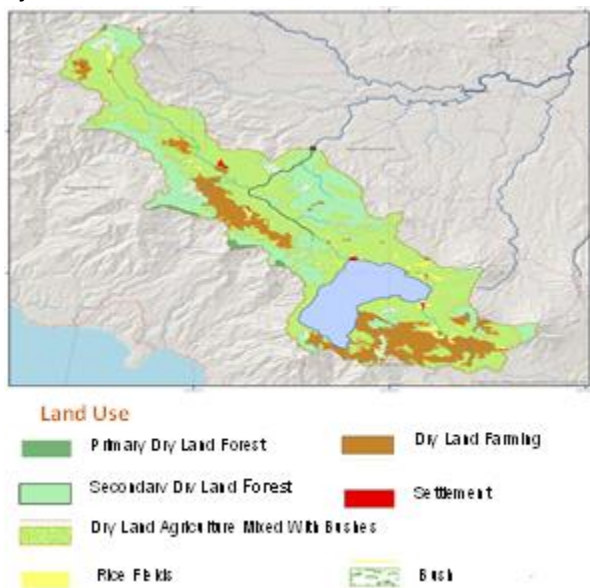 Land Use
Primary Dry Land Forest
Dry Land Farming
Secondary Dry Land Forest
Settlement
Dry Land Agriculture Mixed With Bushes
Rice Fields
Bush